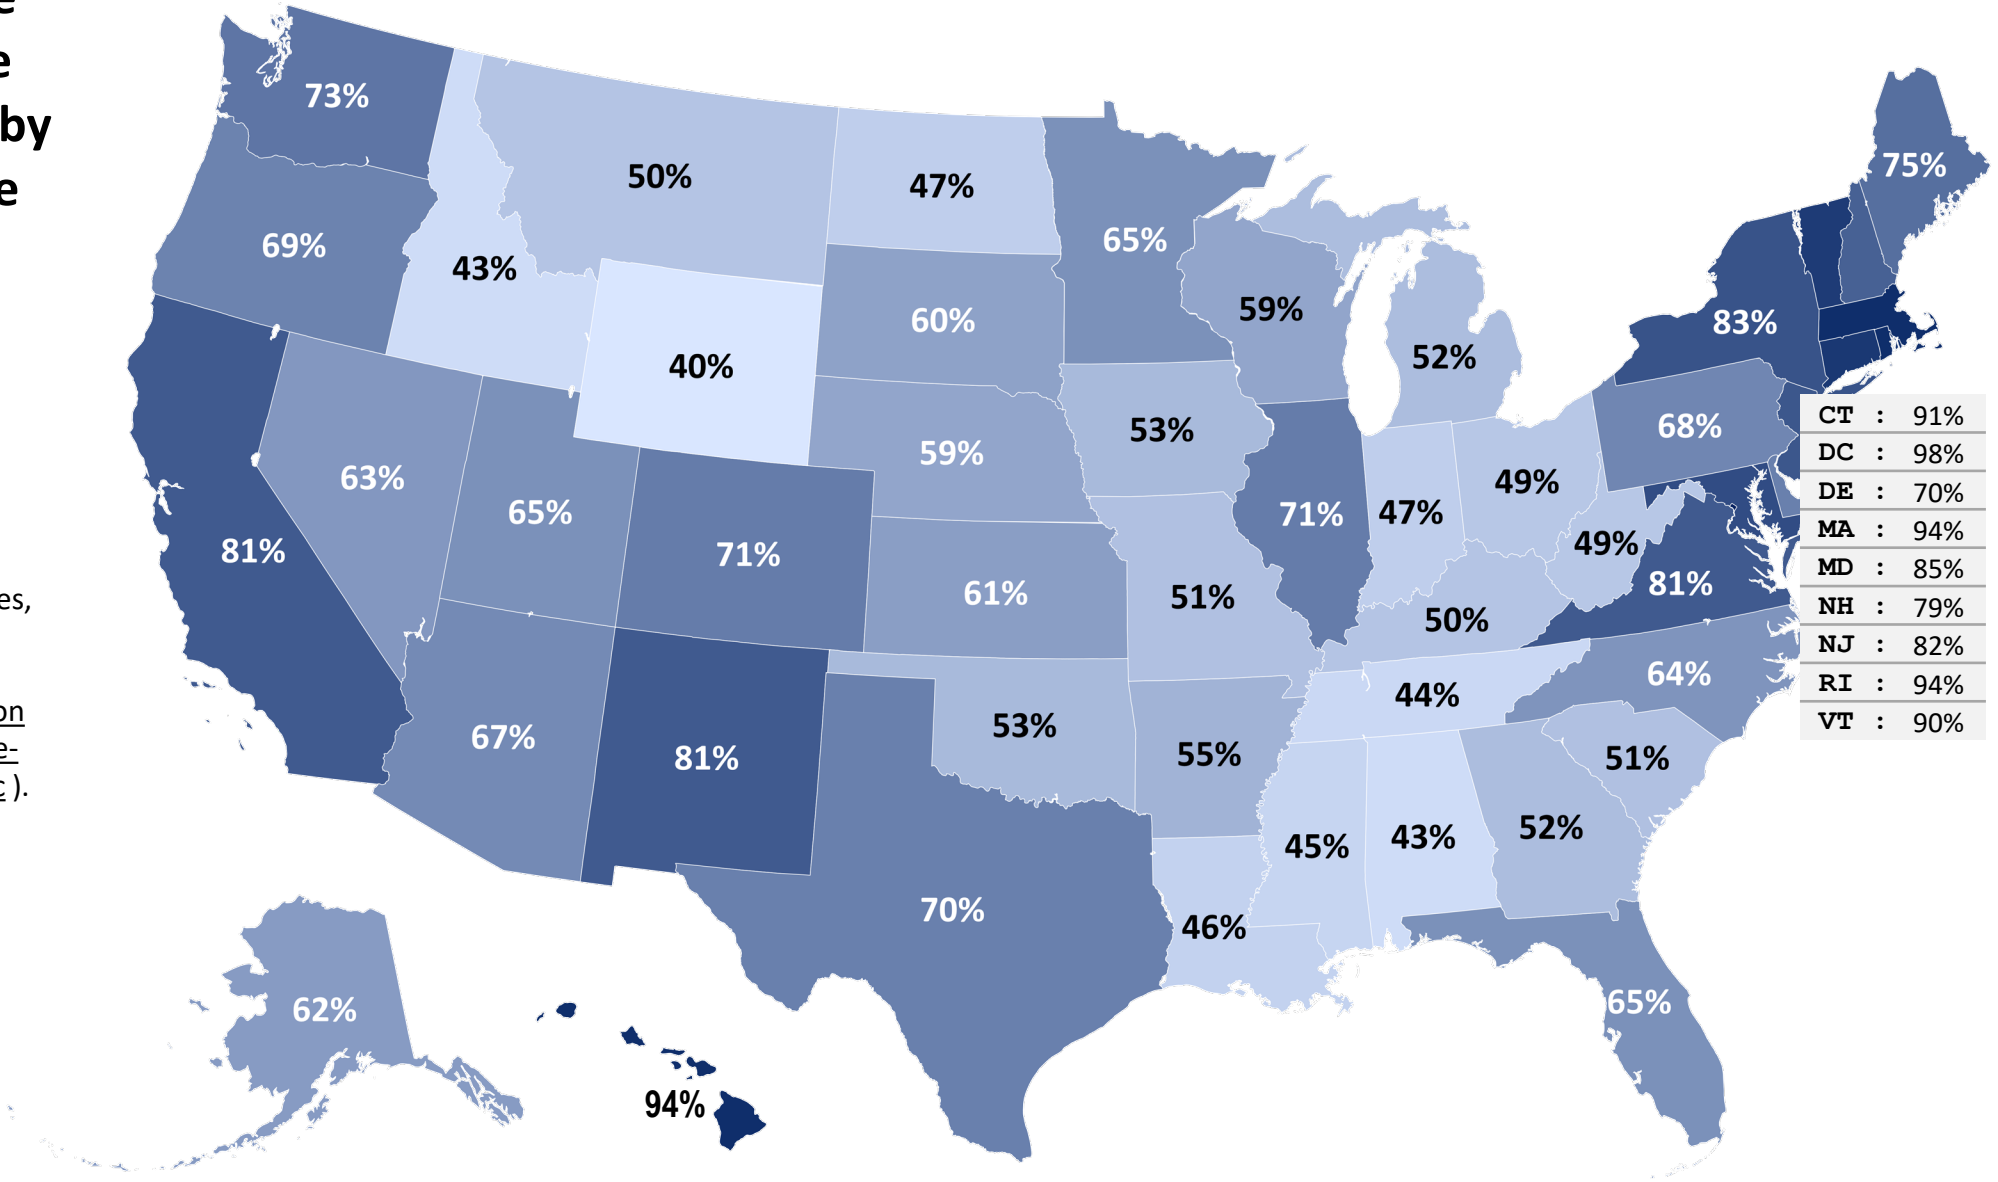 e
e
by
e
es,
on
e-
c ).
73%
69%
43%
50%
47%
65%
75%
60%
59%
52%
83%
40%
53%
68%
59%
63%
65%
71%
61%
51%
71%
47%
49%
49%
81%
50%
81%
64%
44%
67%
81%
53%
55%
51%
45%
43%
52%
70%
46%
65%
62%
94%
CT : 91%
DC : 98%
DE : 70%
MA : 94%
MD : 85%
NH : 79%
NJ : 82%
RI : 94%
VT : 90%